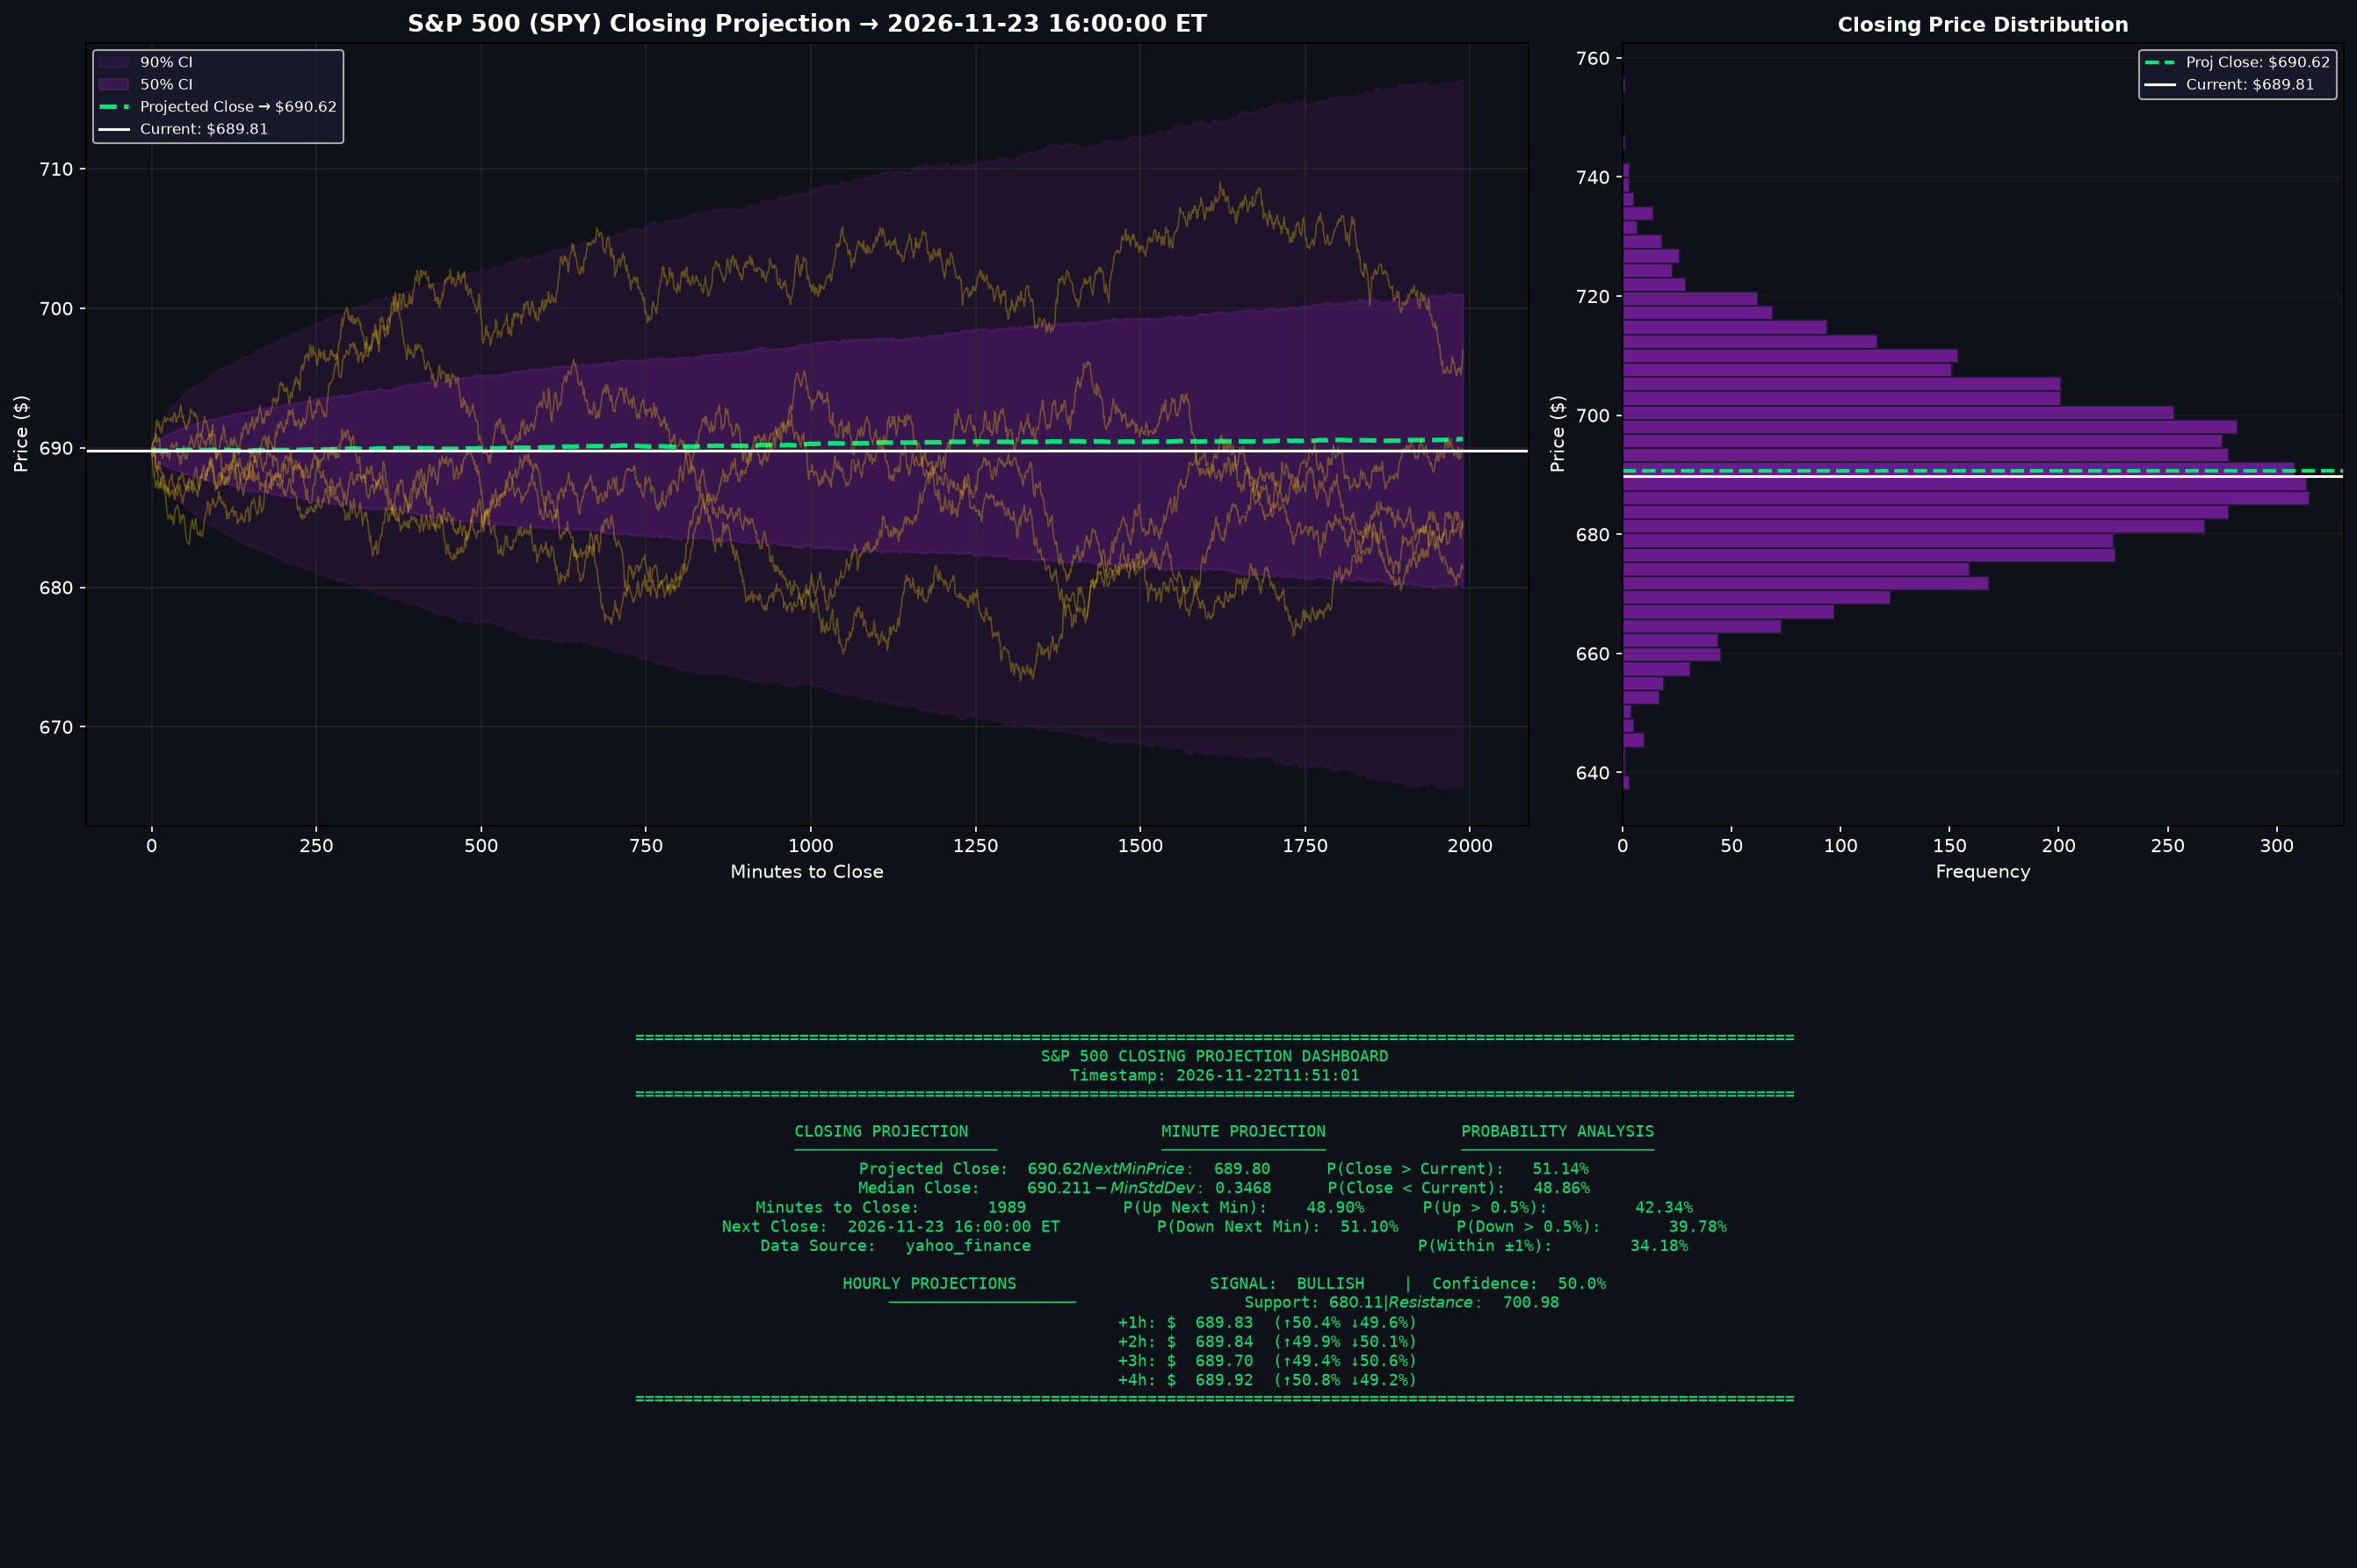 S&P 500 (SPY) Closing Projection → 2026-11-23 16:00:00 ET
90% CI
50% CI
Projected Close → $690.62
Current: $689.81
Price ($)
710
700
690
680
670
0 250 500 750 1000 1250 1500 1750 2000
Minutes to Close
Closing Price Distribution
Proj Close: $690.62
Current: $689.81
Price ($)
760
740
720
700
680
660
640
0 50 100 150 200 250 300
Frequency
========================================================================================================================
S&P 500 CLOSING PROJECTION DASHBOARD
Timestamp: 2026-11-22T11:51:01
========================================================================================================================
CLOSING PROJECTION MINUTE PROJECTION PROBABILITY ANALYSIS
───────────────────── ───────────────── ────────────────────
Projected Close: 690.62NextMinPrice: 689.80 P(Close > Current): 51.14%
Median Close: 690.211−MinStdDev: 0.3468 P(Close < Current): 48.86%
Minutes to Close: 1989 P(Up Next Min): 48.90% P(Up > 0.5%): 42.34%
Next Close: 2026-11-23 16:00:00 ET P(Down Next Min): 51.10% P(Down > 0.5%): 39.78%
Data Source: yahoo_finance P(Within ±1%): 34.18%
HOURLY PROJECTIONS SIGNAL: BULLISH | Confidence: 50.0%
─────────────────── Support: 680.11|Resistance: 700.98
+1h: $ 689.83 (↑50.4% ↓49.6%)
+2h: $ 689.84 (↑49.9% ↓50.1%)
+3h: $ 689.70 (↑49.4% ↓50.6%)
+4h: $ 689.92 (↑50.8% ↓49.2%)
========================================================================================================================